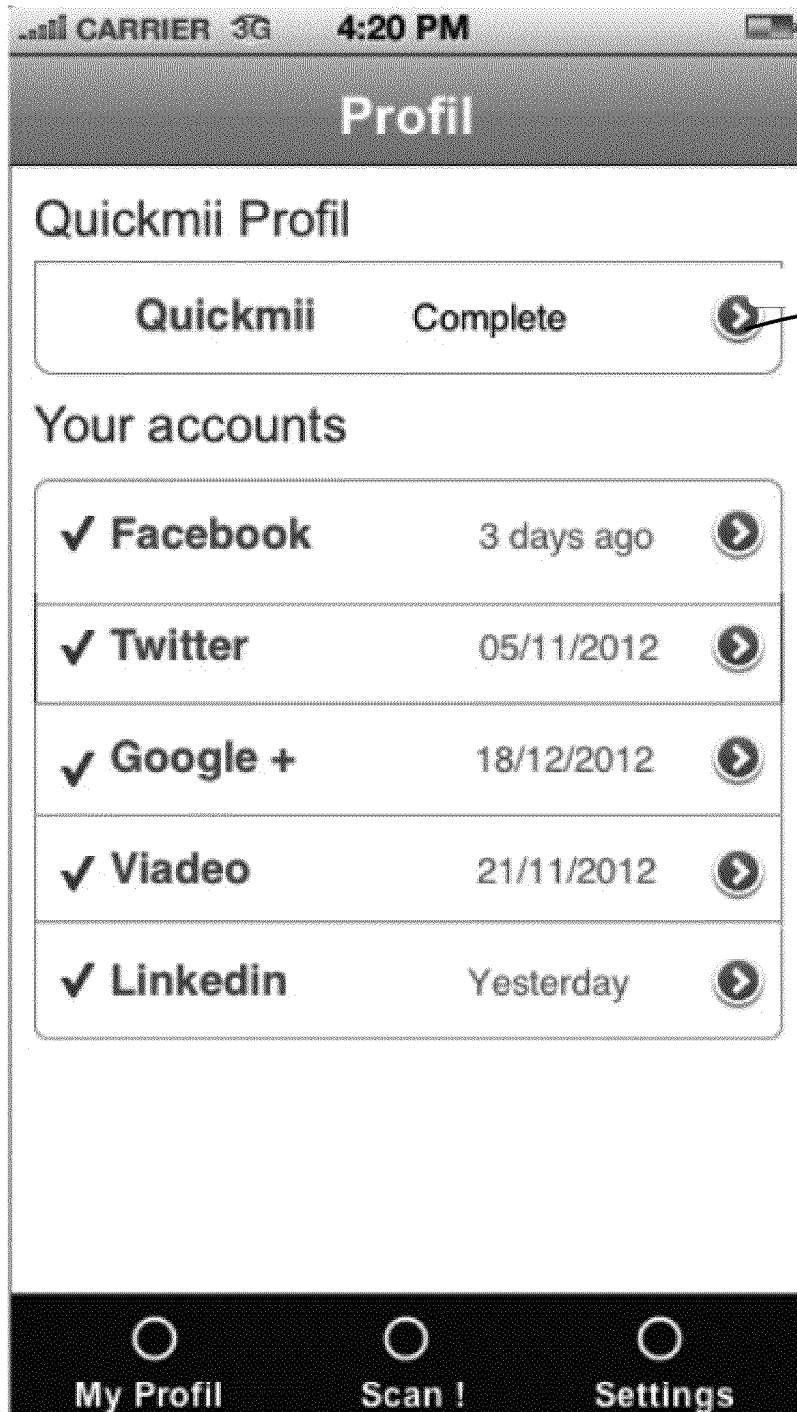 CARRIER 3G 4:20 PM
Profil
Quickmii Profil
Quickmii Complete
Your accounts
Facebook 3 days ago
Twitter 05/11/2012
Google + 18/12/2012
Viadeo 21/11/2012
Linkedin Yesterday
My Profil Scan ! Settings